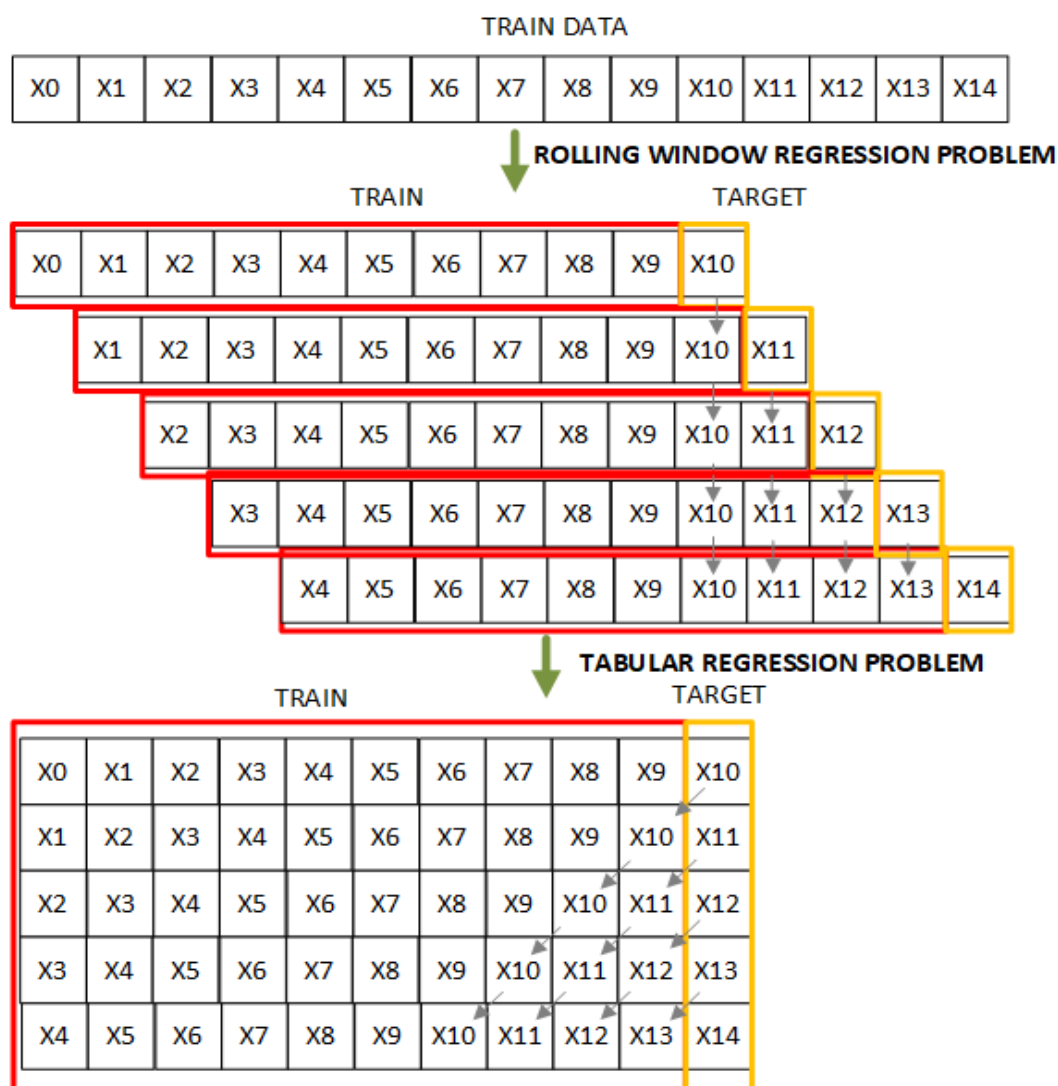 TRAIN DATA
X0 X1 X2 X3 X4 X5 X6 X7 X8 X9 X10 X11 X12 X13 X14
ROLLING WINDOW REGRESSION PROBLEM
TRAIN TARGET
X0 X1 X2 X3 X4 X5 X6 X7 X8 X9 X10
X1 X2 X3 X4 X5 X6 X7 X8 X9 X10 X11
X2 X3 X4 X5 X6 X7 X8 X9 X10 X11 X12
X3 X4 X5 X6 X7 X8 X9 X10 X11 X12 X13
X4 X5 X6 X7 X8 X9 X10 X11 X12 X13 X14
TABULAR REGRESSION PROBLEM
TRAIN TARGET
X0 X1 X2 X3 X4 X5 X6 X7 X8 X9 X10
X1 X2 X3 X4 X5 X6 X7 X8 X9 X10 X11
X2 X3 X4 X5 X6 X7 X8 X9 X10 X11 X12
X3 X4 X5 X6 X7 X8 X9 X10 X11 X12 X13
X4 X5 X6 X7 X8 X9 X10 X11 X12 X13 X14